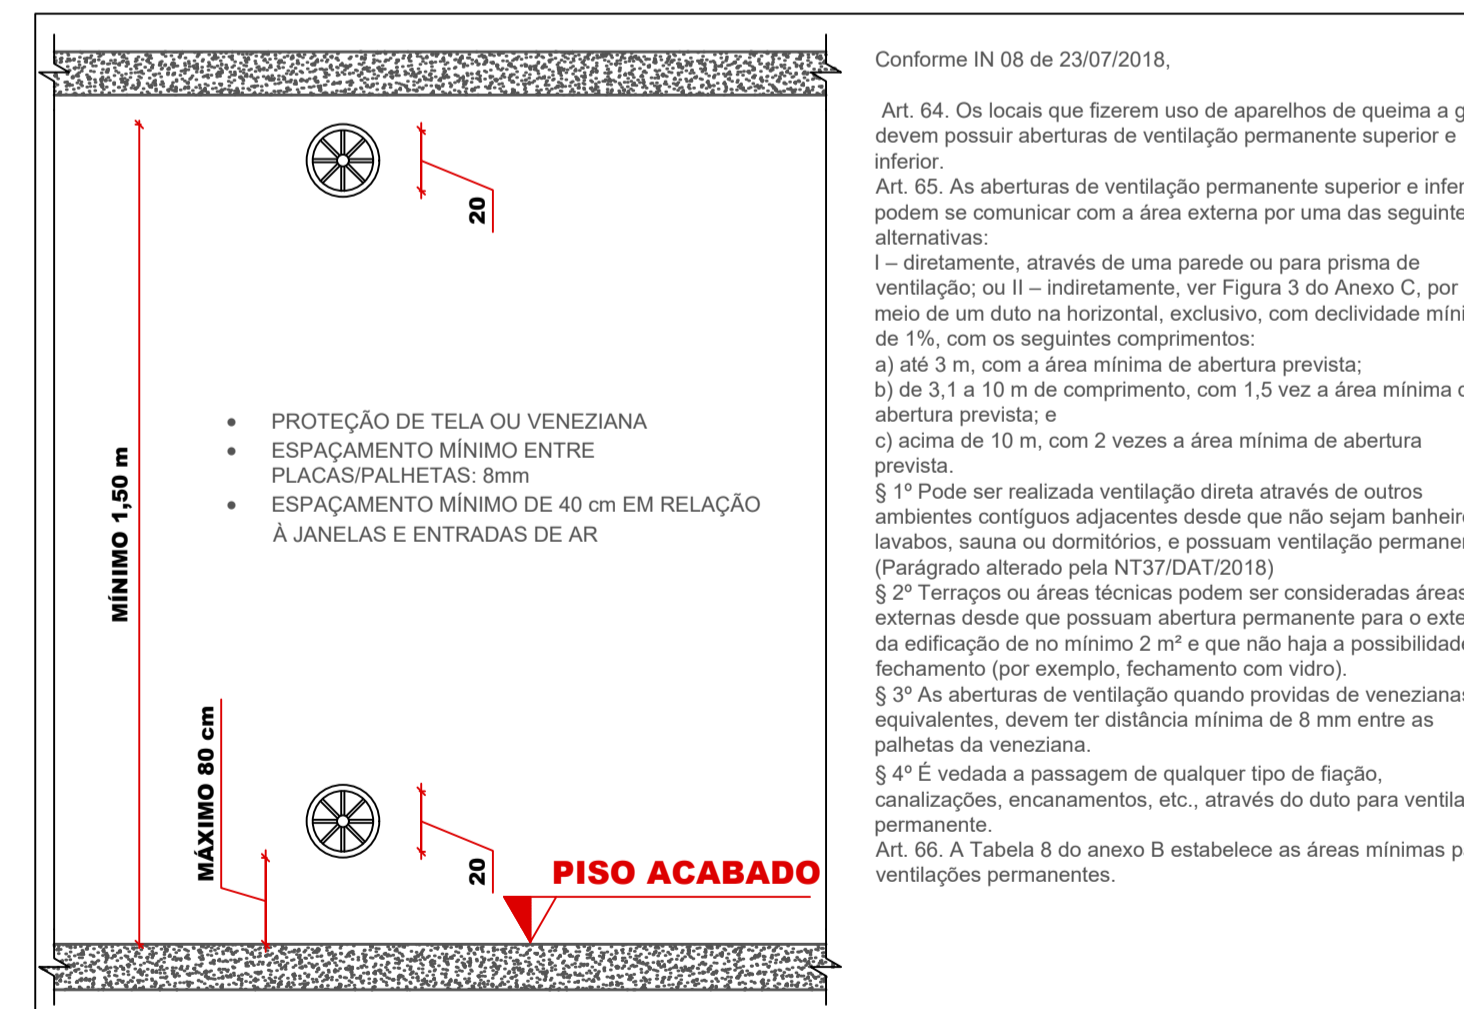 MÍNIMO 1,50 m
MÁXIMO 80 cm
20
PROTEÇÃO DE TELA OU VENEZIANA
ESPAÇAMENTO MÍNIMO ENTRE
PLACAS/PALHETAS: 8mm
ESPAÇAMENTO MÍNIMO DE 40 cm EM RELAÇÃO
À JANELAS E ENTRADAS DE AR
20
PISO ACABADO
Conforme IN 08 de 23/07/2018,
Art. 64. Os locais que fizerem uso de aparelhos de queima a
devem possuir aberturas de ventilação permanente superior e
inferior.
Art. 65. As aberturas de ventilação permanente superior e
podem se comunicar com a área externa por uma das
alternativas:
I – diretamente, através de uma parede ou para prisma de
ventilação; ou II – indiretamente, ver Figura 3 do Anexo C, por
meio de um duto na horizontal, exclusivo, com declividade
de 1%, com os seguintes comprimentos:
a) até 3 m, com a área mínima de abertura prevista;
b) de 3,1 a 10 m de comprimento, com 1,5 vez a área mínima
abertura prevista; e
c) acima de 10 m, com 2 vezes a área mínima de abertura
prevista.
§ 1º Pode ser realizada ventilação direta através de outros
ambientes contíguos adjacentes desde que não sejam
lavabos, sauna ou dormitórios, e possuam ventilação
(Parágrado alterado pela NT37/DAT/2018)
§ 2º Terraços ou áreas técnicas podem ser consideradas áreas
externas desde que possuam abertura permanente para o
da edificação de no mínimo 2 m² e que não haja a
fechamento (por exemplo, fechamento com vidro).
§ 3º As aberturas de ventilação quando providas de venezianas
equivalentes, devem ter distância mínima de 8 mm entre as
palhetas da veneziana.
§ 4º É vedada a passagem de qualquer tipo de fiação,
canalizações, encanamentos, etc., através do duto para
permanente.
Art. 66. A Tabela 8 do anexo B estabelece as áreas mínimas
ventilações permanentes.